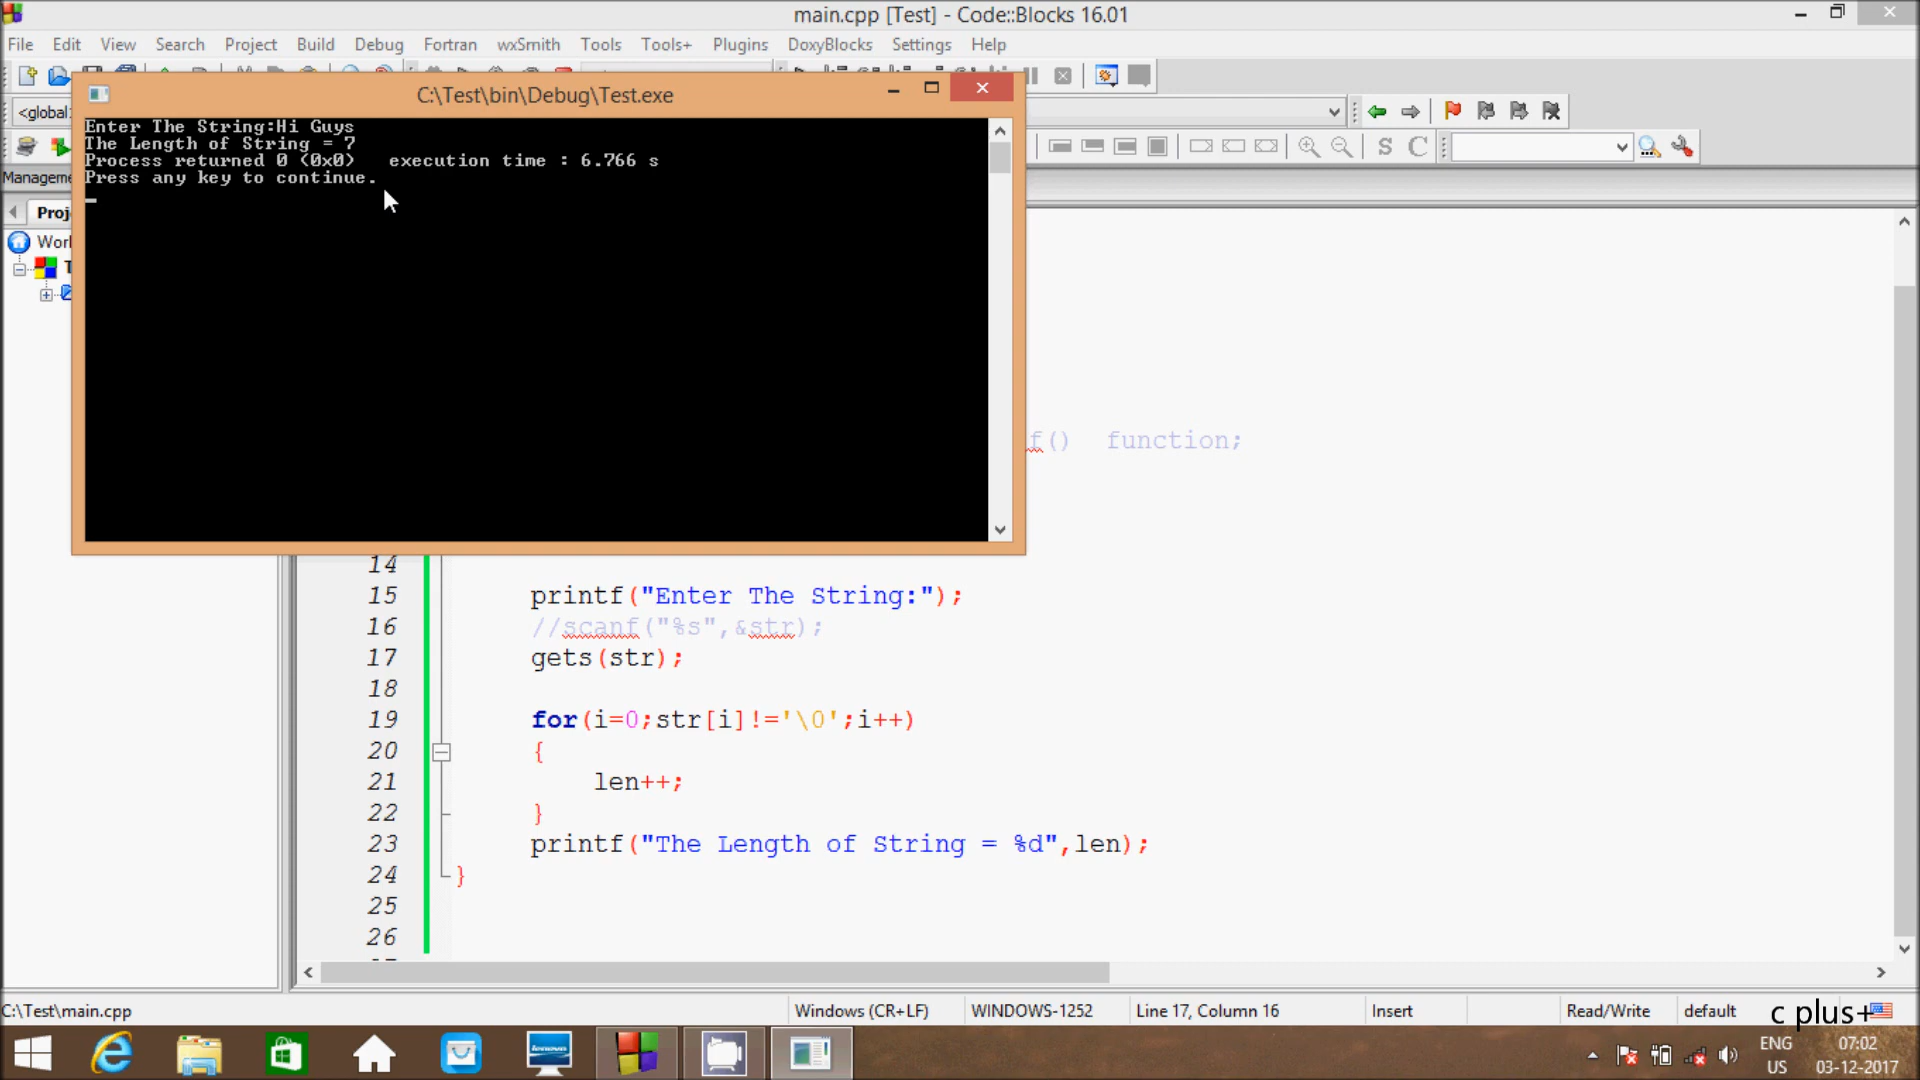 main.cpp [Test] - Code::Blocks 16.01
File Edit View Search Project Build Debug Fortran wxSmith Tools Tools+ Plugins DoxyBlocks Settings Help
C:\Test\bin\Debug\Test.exe
<global
Enter The String:Hi Guys
The Length of String = 7
Process returned 0 (0x0)   execution time : 6.766 s
Press any key to continue.
S C
f()  function;
14
15 printf("Enter The String:");
16 //scanf("%s",&str);
17 gets(str);
18
19 for(i=0;str[i]!='\0';i++)
20 {
21 len++;
22 }
23 printf("The Length of String = %d",len);
24 }
25
26
C:\Test\main.cpp Windows (CR+LF) WINDOWS-1252 Line 17, Column 16 Insert Read/Write default
c plus+
ENG 07:02
US 03-12-2017